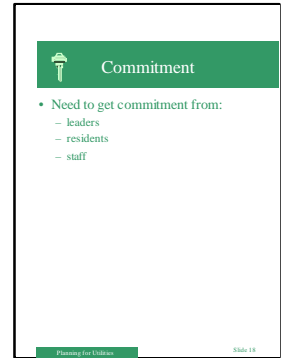 Commitment
• Need to get commitment from:
– leaders
– residents
– staff
Planning for Utilities
Slide 18